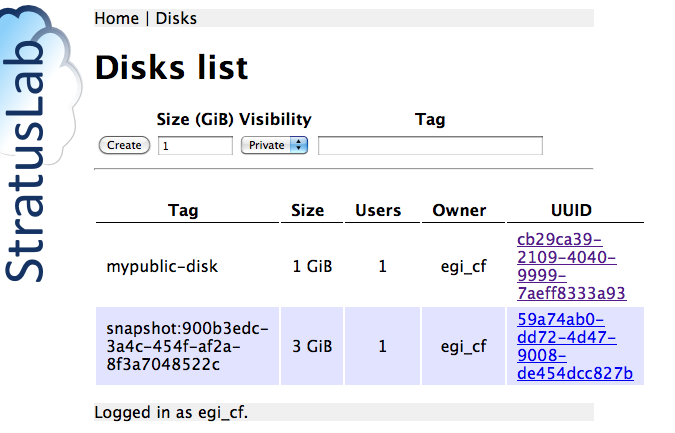 StratusLab
Home | Disks
Disks list
Size (GiB) Visibility Tag
Create 1 Private
Tag Size Users Owner UUID
mypublic-disk 1 GiB 1 egi_cf
cb29ca39-
2109-4040-
9999-
7aeff8333a93
snapshot:900b3edc-
3a4c-454f-af2a-
8f3a7048522c
3 GiB 1 egi_cf
59a74ab0-
dd72-4d47-
9008-
de454dcc827b
Logged in as egi_cf.